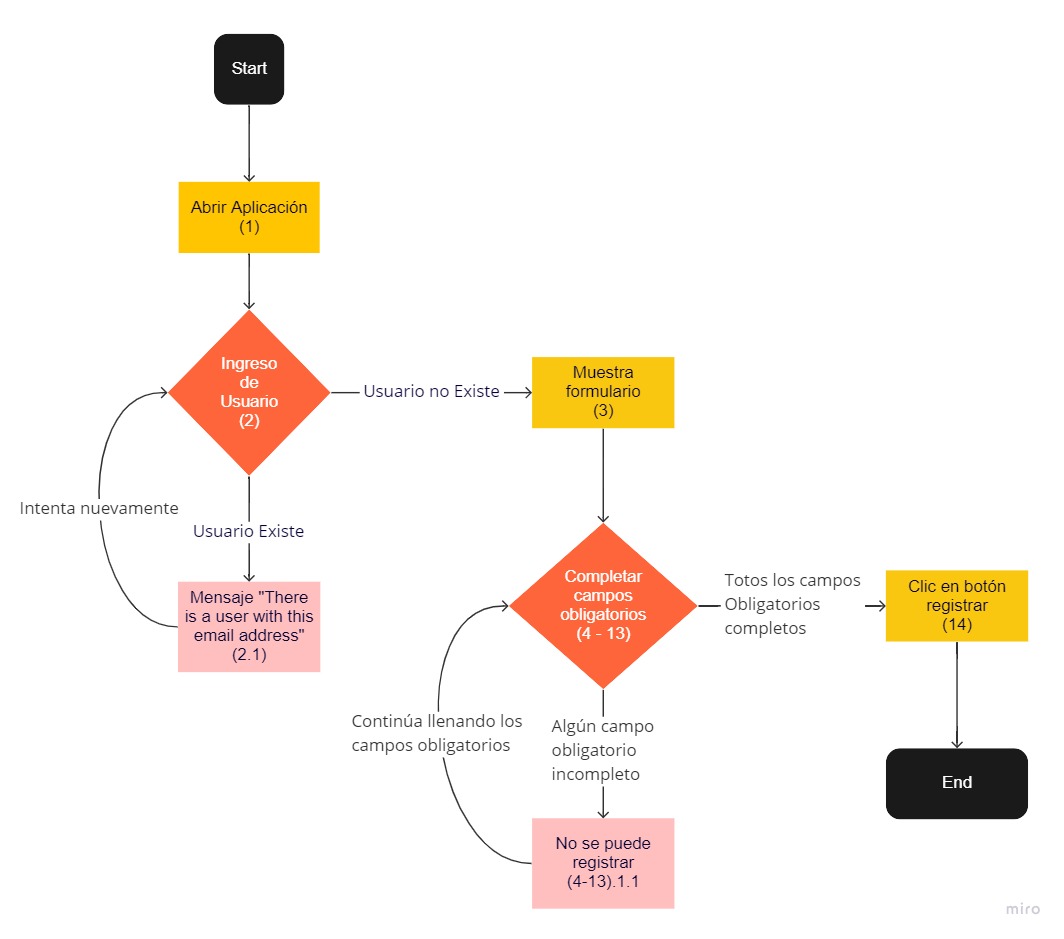 Start
Abrir Aplicación
(1)
Ingreso
de
Usuario
(2)
Usuario no Existe
Muestra
formulario
(3)
Intenta nuevamente
Usuario Existe
Mensaje "There
is a user with this
email address"
(2.1)
Completar
campos
obligatorios
(4 - 13)
Totos los campos
Obligatorios
completos
Clic en botón
registrar
(14)
Continúa llenando los
campos obligatorios
Algún campo
obligatorio
incompleto
End
No se puede
registrar
(4-13).1.1
miro